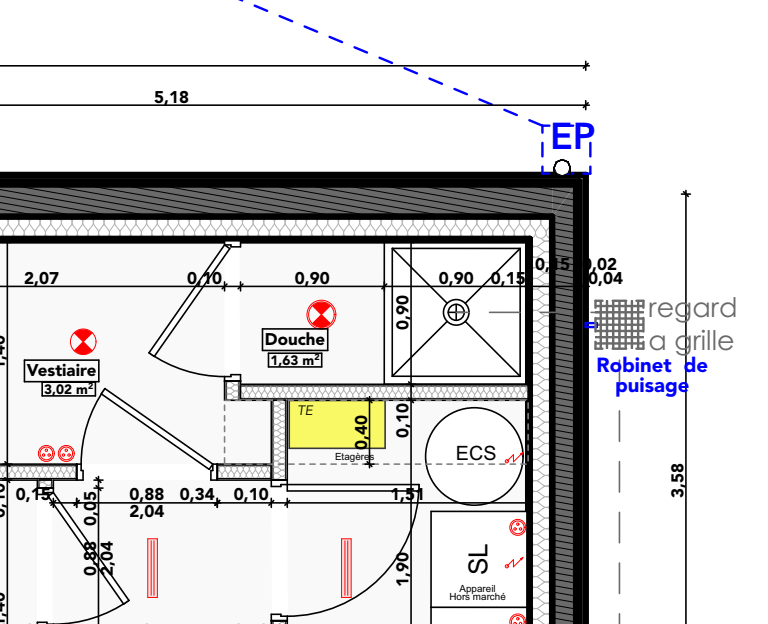 5,18
EP
2,07
0,10
0,90
0,90
0,15
0,15
0,02
0,04
0,90
regard
a grille
Robinet de
puisage
Douche
1,63 m²
Vestiaire
3,02 m²
TE
0,40
0,10
Etagères
ECS
0,15
0,88
2,04
0,34
0,10
1,51
0,05
0,88
2,04
1,90
SL
Appareil
Hors marché
3,58